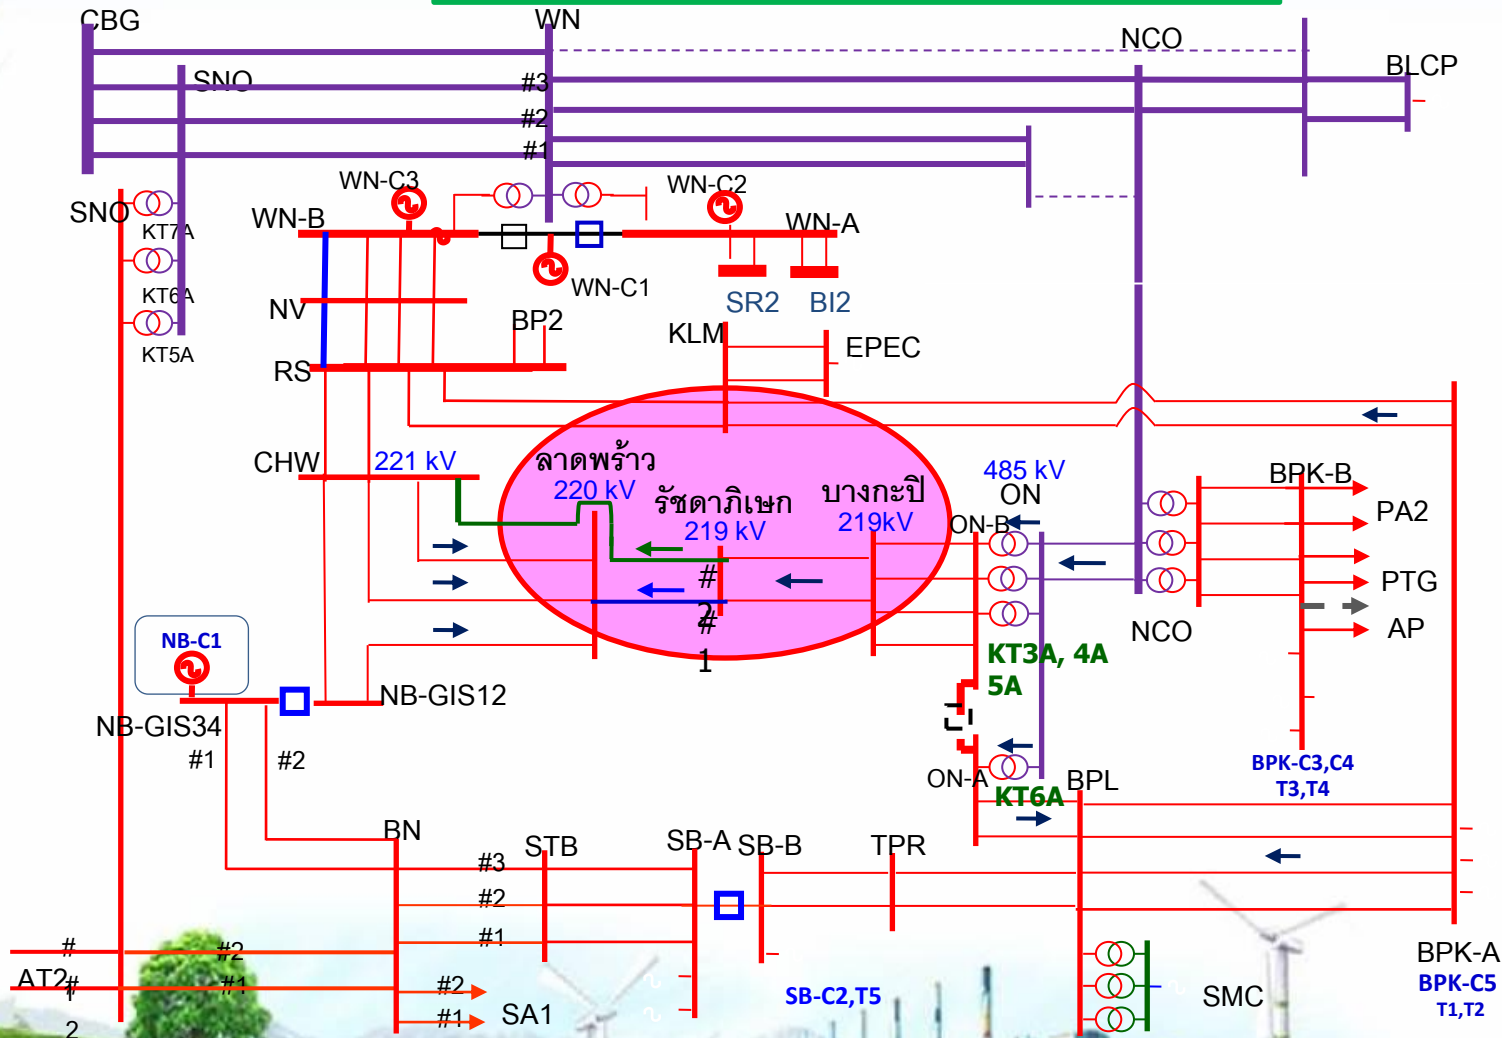 CBG
WN
NCO
BLCP
SNO
#3
#2
#1
WN-C3
WN-C2
SNO
KT7A
WN-B
WN-A
KT6A
WN-C1
SR2
BI2
NV
BP2
KLM
EPEC
KT5A
RS
CHW
221 kV
ลาดพร้าว
220 kV
รัชดาภิเษก
219 kV
บางกะปิ
219kV
485 kV
ON
ON-B
BPK-B
PA2
#
2
#
1
PTG
AP
NCO
NB-C1
KT3A, 4A
5A
NB-GIS12
NB-GIS34
#1
#2
ON-A
KT6A
BPL
BPK-C3,C4
T3,T4
BN
STB
SB-A
SB-B
TPR
#3
#2
#1
#
#2
AT2
#
1
#1
2
#2
#1
SA1
SB-C2,T5
SMC
BPK-A
BPK-C5
T1,T2